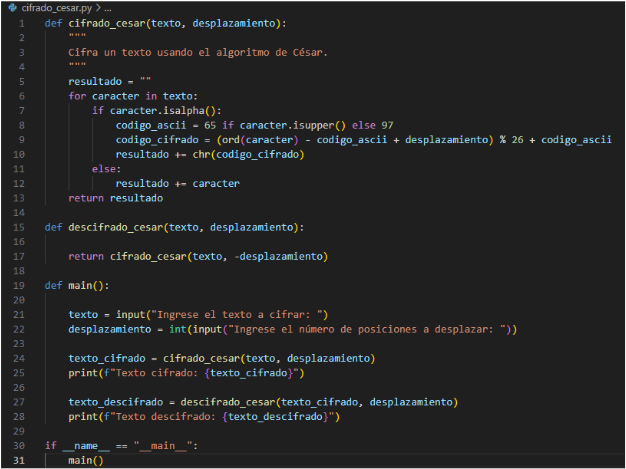 cifrado_cesar.py > ...
1 def cifrado_cesar(texto, desplazamiento):
2     """
3     Cifra un texto usando el algoritmo de César.
4     """
5     resultado = ""
6     for caracter in texto:
7         if caracter.isalpha():
8             codigo_ascii = 65 if caracter.isupper() else 97
9             codigo_cifrado = (ord(caracter) - codigo_ascii + desplazamiento) % 26 + codigo_ascii
10             resultado += chr(codigo_cifrado)
11         else:
12             resultado += caracter
13     return resultado
14
15 def descifrado_cesar(texto, desplazamiento):
16
17     return cifrado_cesar(texto, -desplazamiento)
18
19 def main():
20
21     texto = input("Ingrese el texto a cifrar: ")
22     desplazamiento = int(input("Ingrese el número de posiciones a desplazar: "))
23
24     texto_cifrado = cifrado_cesar(texto, desplazamiento)
25     print(f"Texto cifrado: {texto_cifrado}")
26
27     texto_descifrado = descifrado_cesar(texto_cifrado, desplazamiento)
28     print(f"Texto descifrado: {texto_descifrado}")
29
30 if __name__ == "__main__":
31     main()